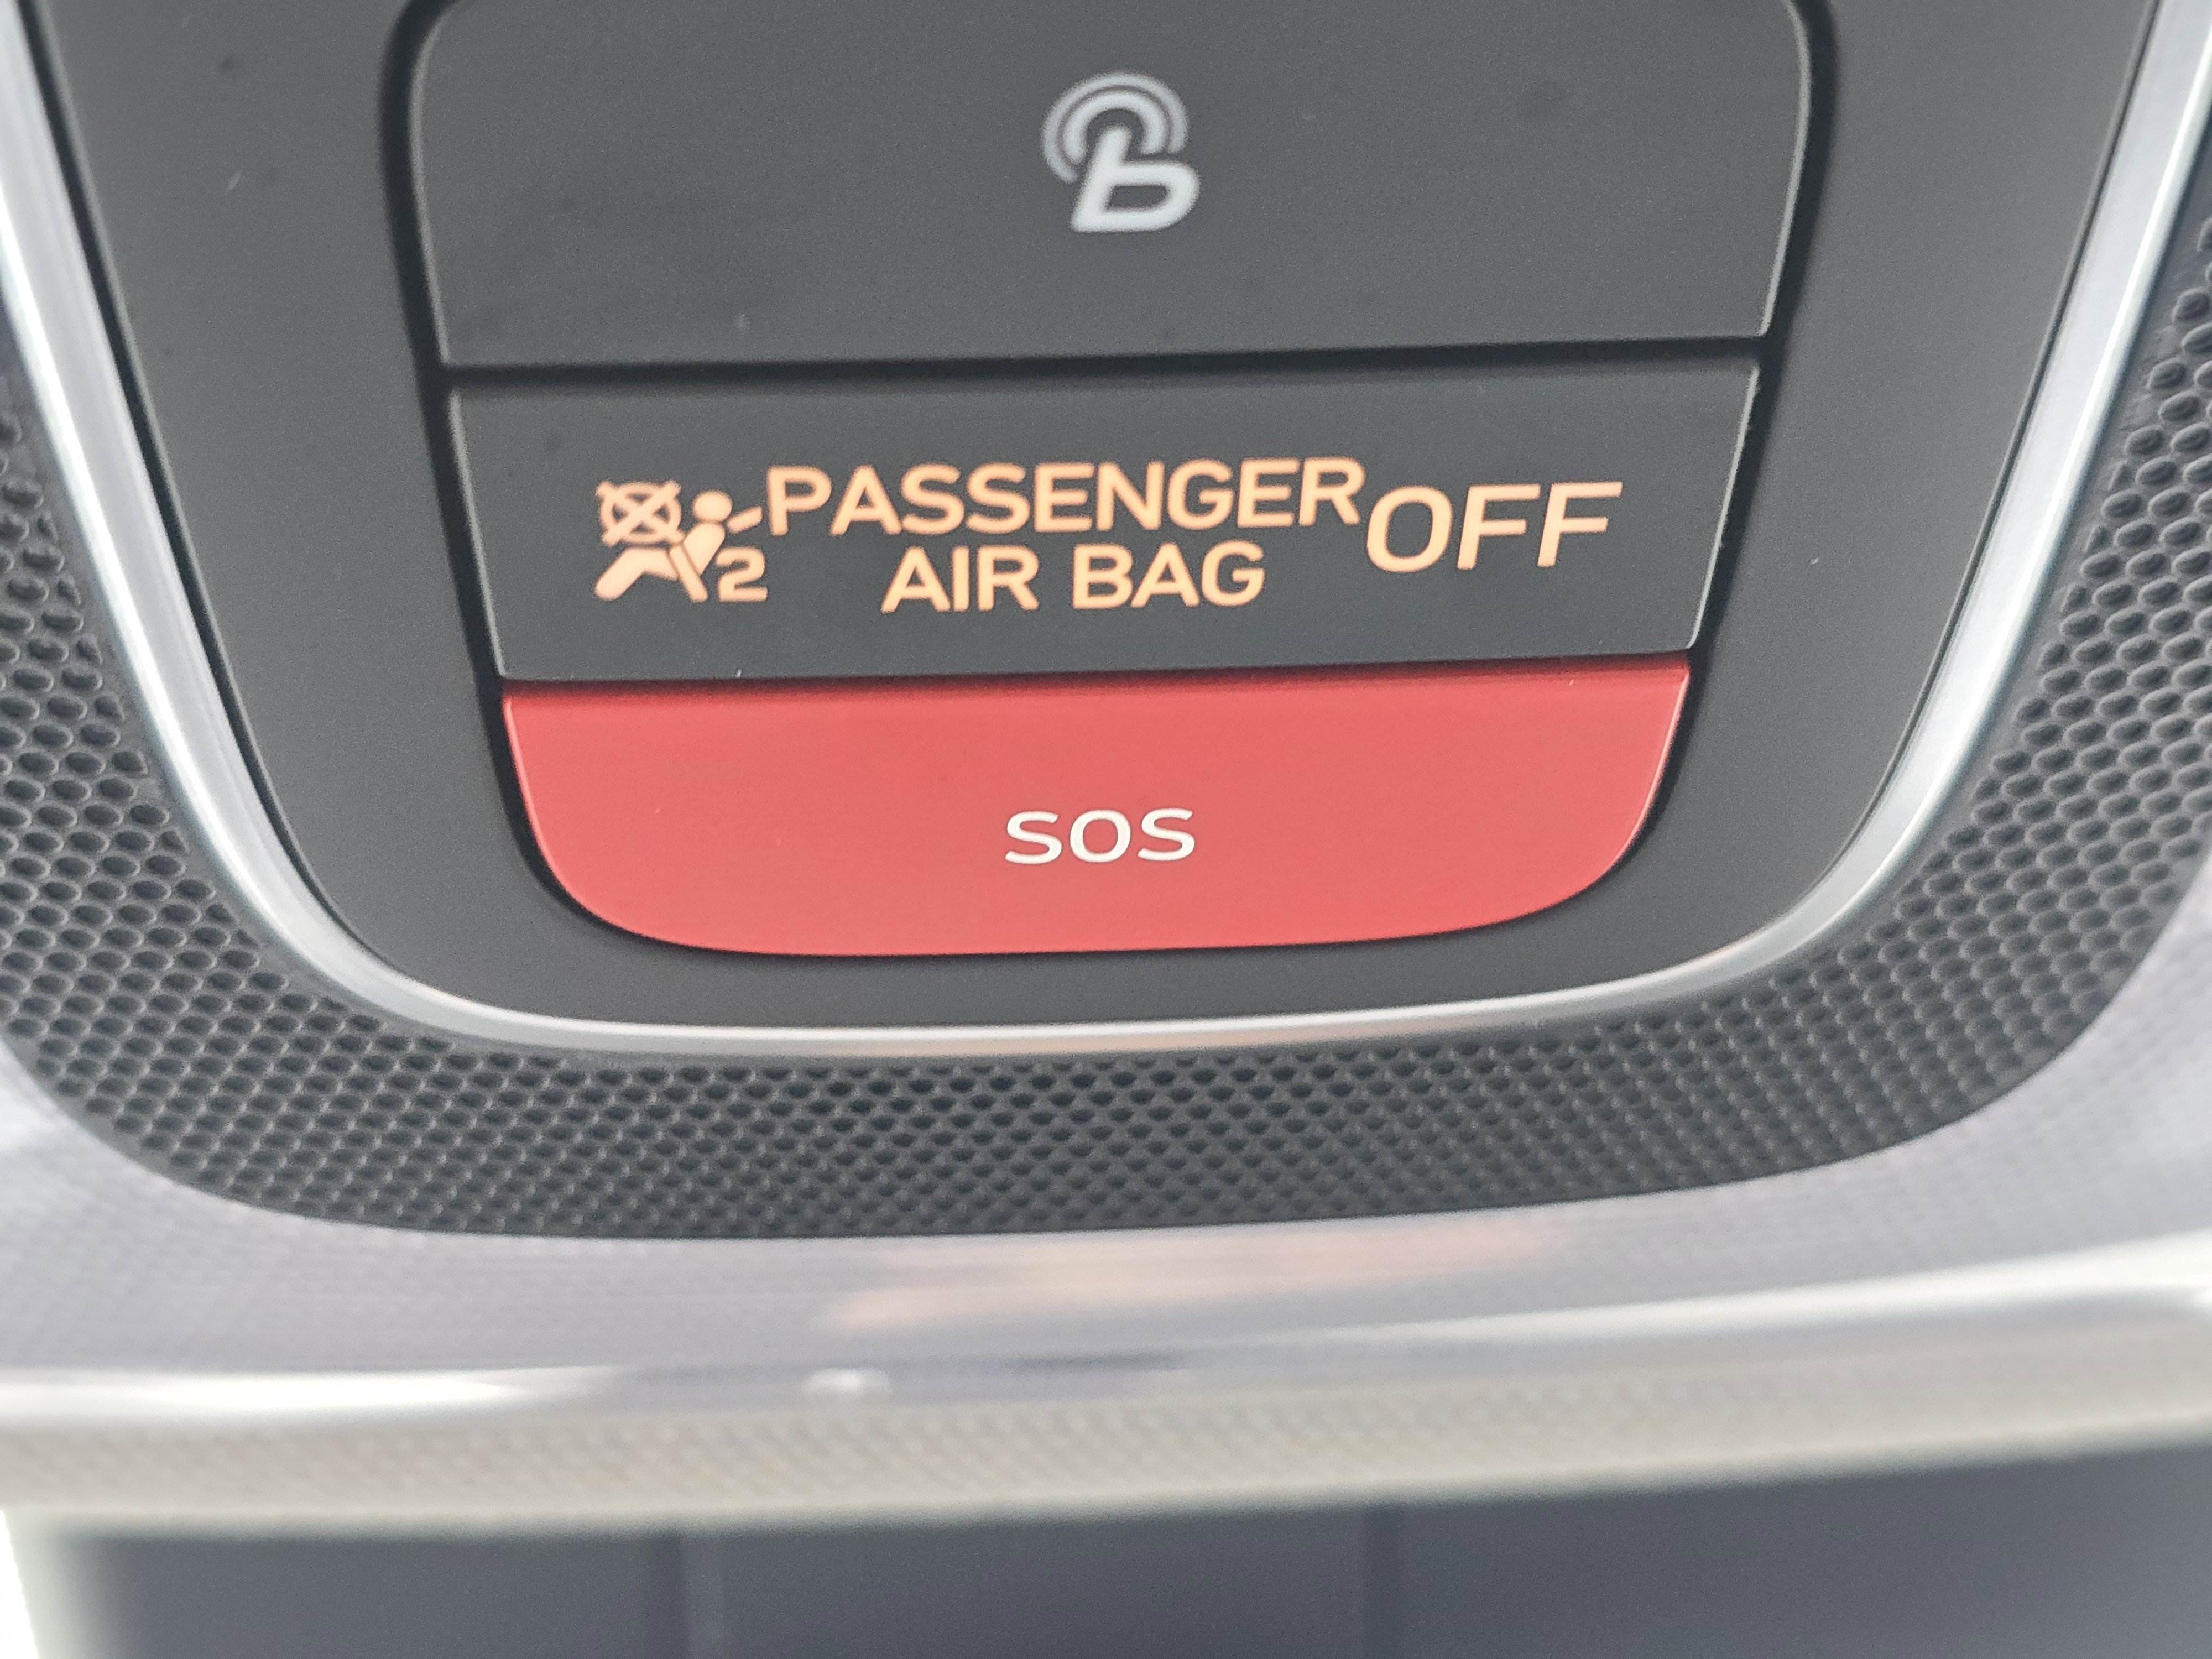 b
2 PASSENGER OFF
AIR BAG
SOS